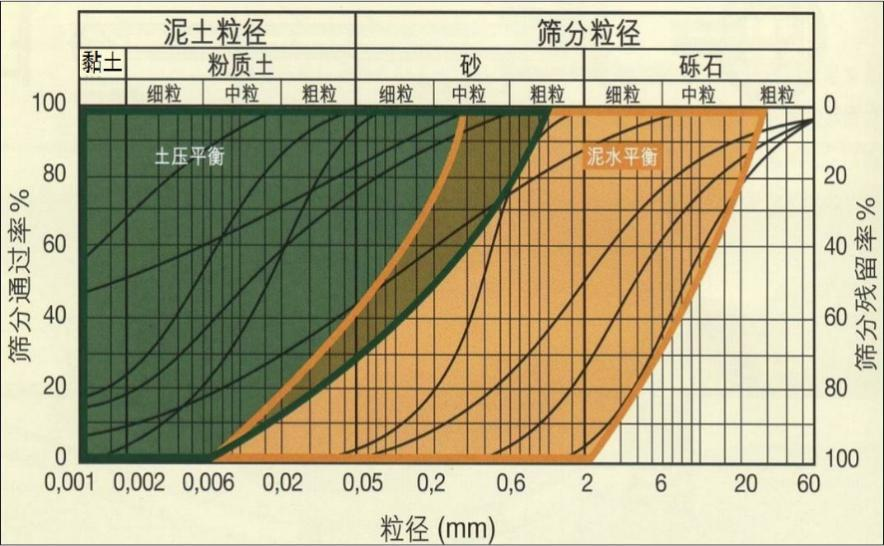 泥土粒径 筛分粒径
黏土 粉质土 砂 砾石
细粒 中粒 粗粒 细粒 中粒 粗粒 细粒 中粒 粗粒
100 0
土压平衡 泥水平衡
80 20
60 40
40 60
20 80
0 100
筛分通过率%
筛分残留率%
0,001 0,002 0,006 0,02 0,05 0,2 0,6 2 6 20 60
粒径 (mm)